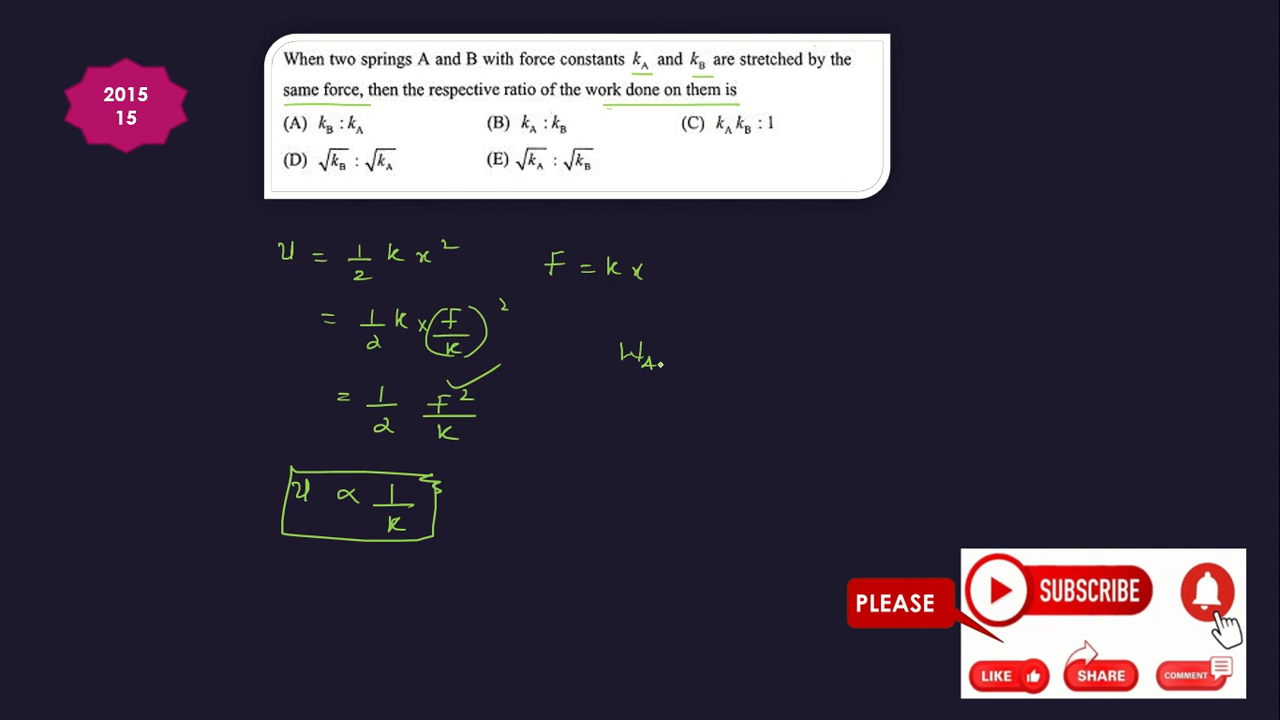 2015
15
When two springs A and B with force constants k_A and k_B are stretched by the
same force, then the respective ratio of the work done on them is
(A) k_B : k_A (B) k_A : k_B (C) k_A k_B : 1
(D) √k_B : √k_A (E) √k_A : √k_B
U = 1/2 k x² F = k x
= 1/2 k × (F/k)²
W_A
= 1/2 F²/k
U ∝ 1/k
PLEASE
SUBSCRIBE
LIKE
SHARE
COMMENT